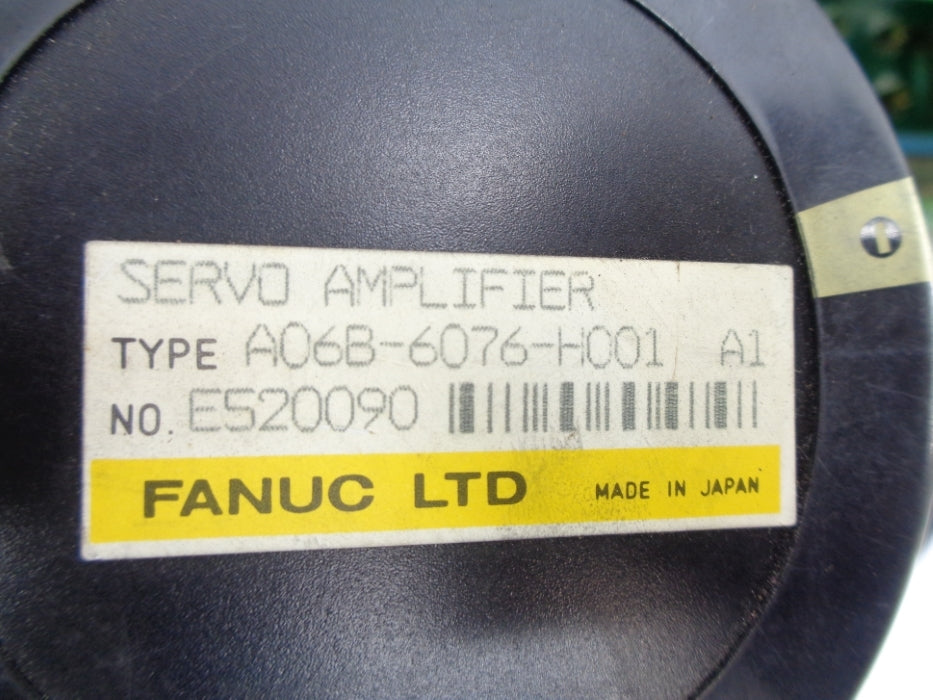 SERVO AMPLIFIER
TYPE A06B-6076-H001 A1
NO. E520090
FANUC LTD MADE IN JAPAN